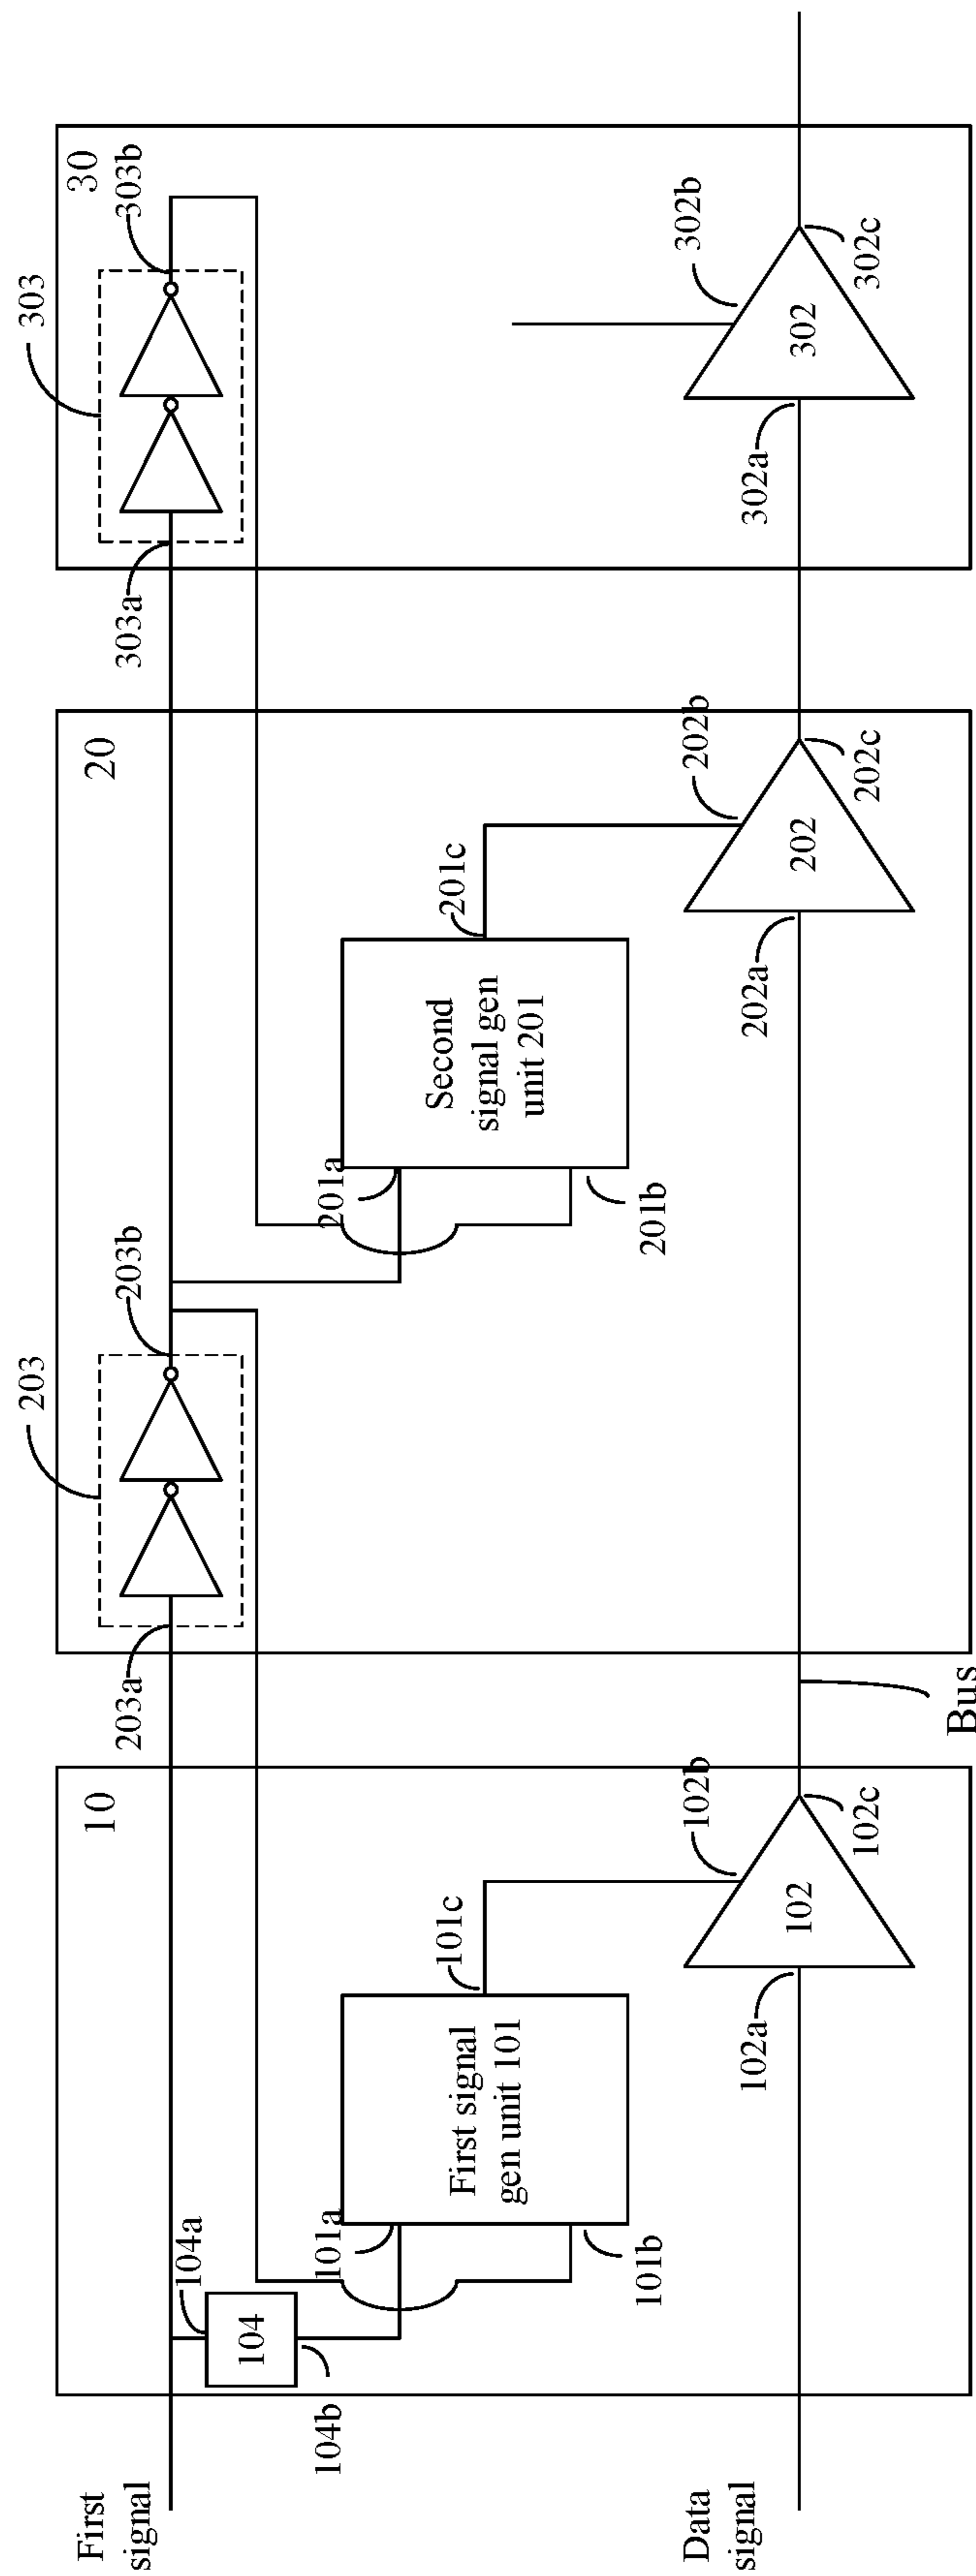 First
signal
104a
104
104b
101a
First signal
gen unit 101
101b
101c
102a
102
102b
102c
10
Data
signal
Bus
203
203a
203b
20
201a
Second
signal gen
unit 201
201b
201c
202a
202
202b
202c
303
303a
303b
30
302a
302
302b
302c